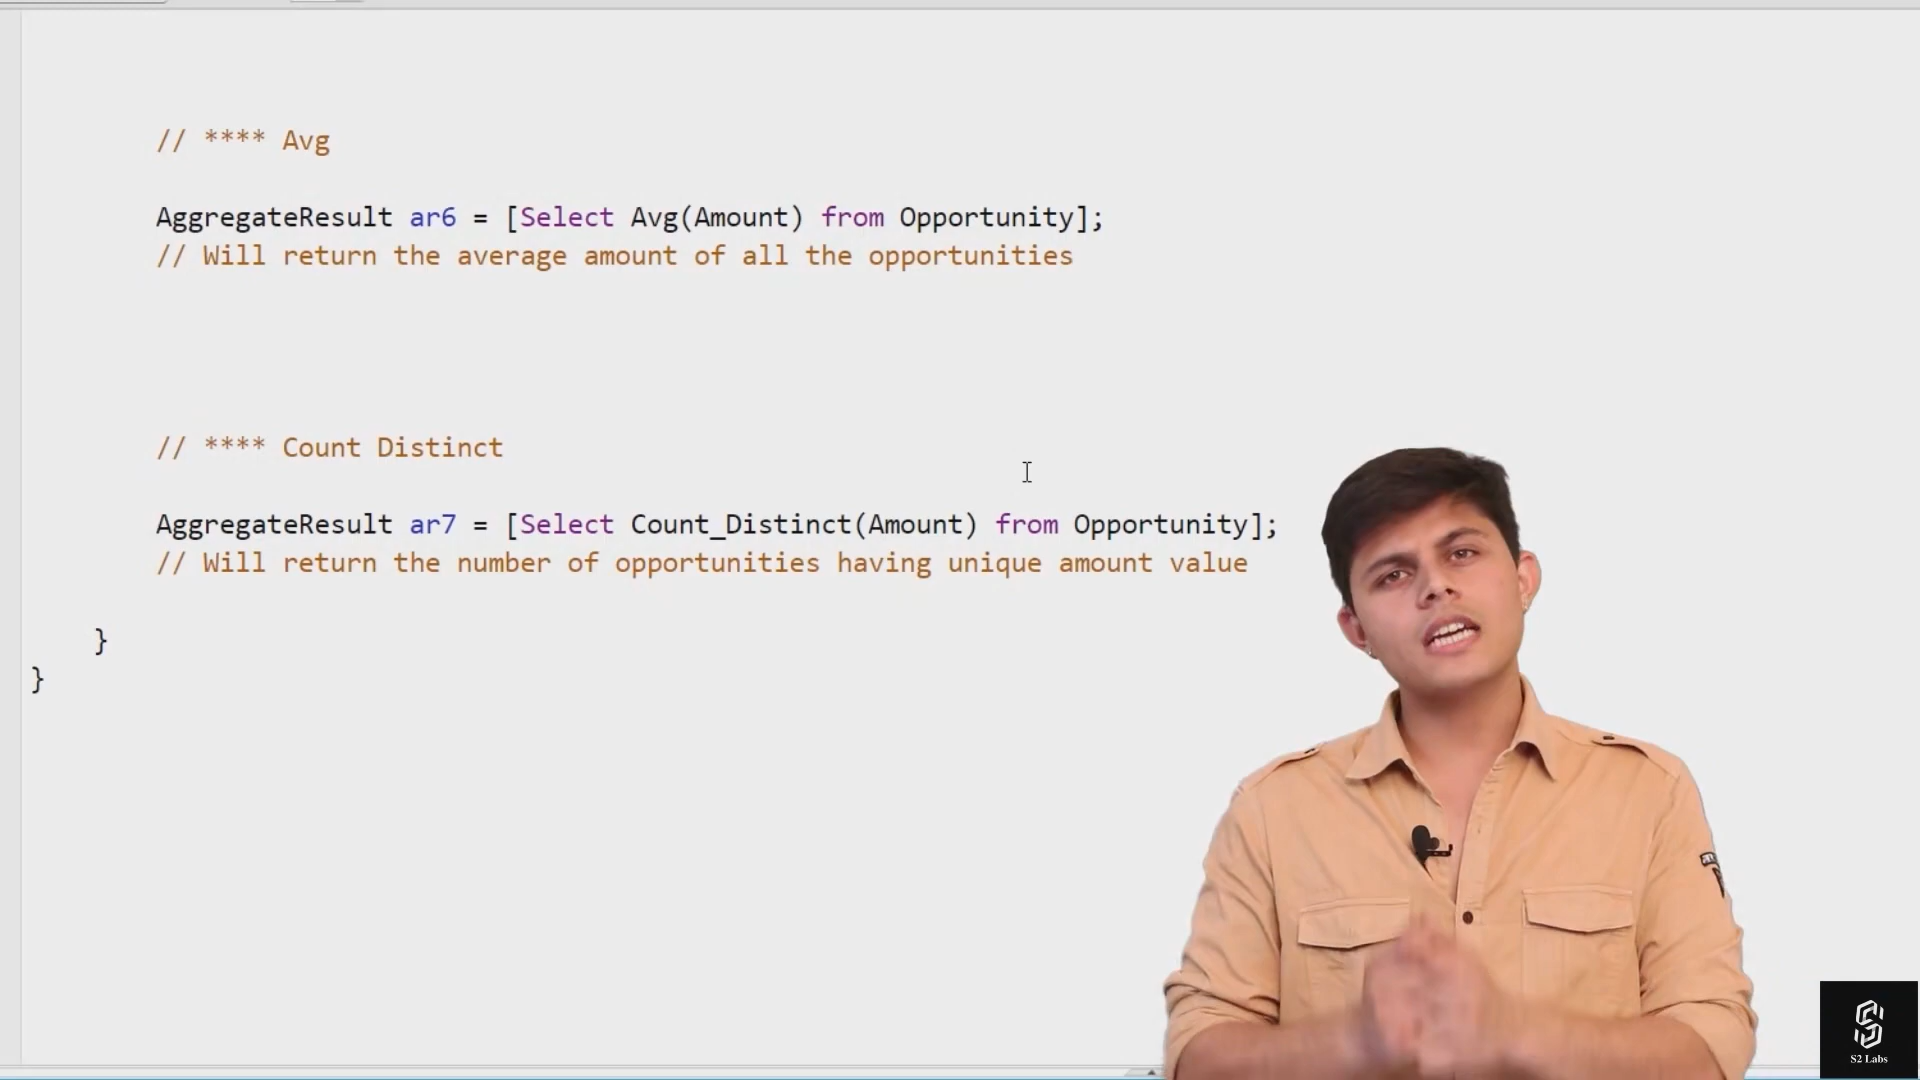 // **** Avg
AggregateResult ar6 = [Select Avg(Amount) from Opportunity];
// Will return the average amount of all the opportunities
// **** Count Distinct
AggregateResult ar7 = [Select Count_Distinct(Amount) from Opportunity];
// Will return the number of opportunities having unique amount value
}
}
S2 Labs